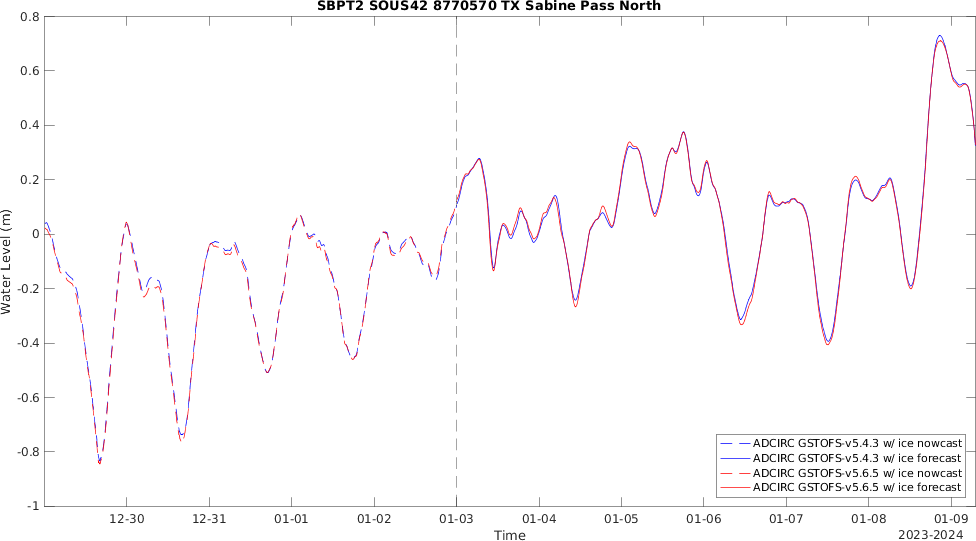 SBPT2 SOUS42 8770570 TX Sabine Pass North
0.8
0.6
0.4
0.2
0
-0.2
-0.4
-0.6
-0.8
-1
Water Level (m)
12-30 12-31 01-01 01-02 01-03 01-04 01-05 01-06 01-07 01-08 01-09
Time
2023-2024
ADCIRC GSTOFS-v5.4.3 w/ ice nowcast
ADCIRC GSTOFS-v5.4.3 w/ ice forecast
ADCIRC GSTOFS-v5.6.5 w/ ice nowcast
ADCIRC GSTOFS-v5.6.5 w/ ice forecast